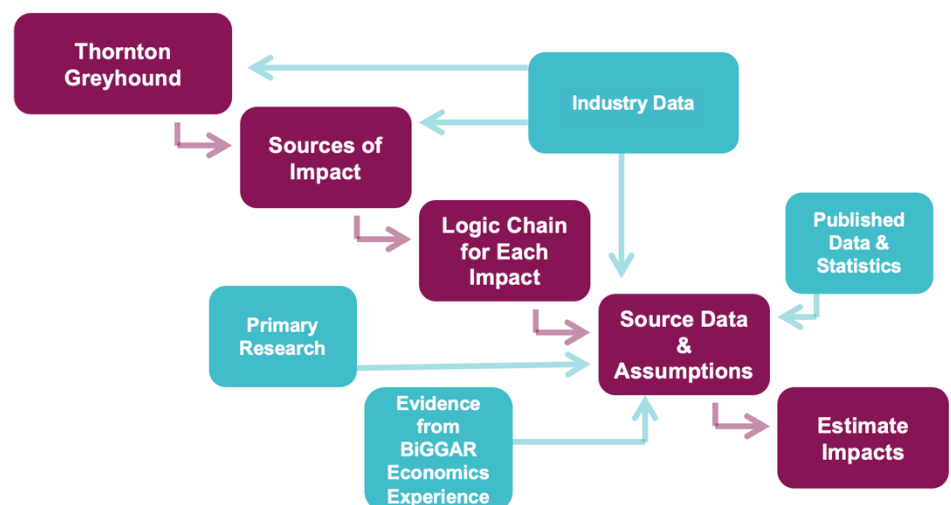 Thornton
Greyhound
Industry Data
Sources of
Impact
Logic Chain
for Each
Impact
Published
Data &
Statistics
Primary
Research
Source Data
&
Assumptions
Evidence
from
BiGGAR
Economics
Experience
Estimate
Impacts